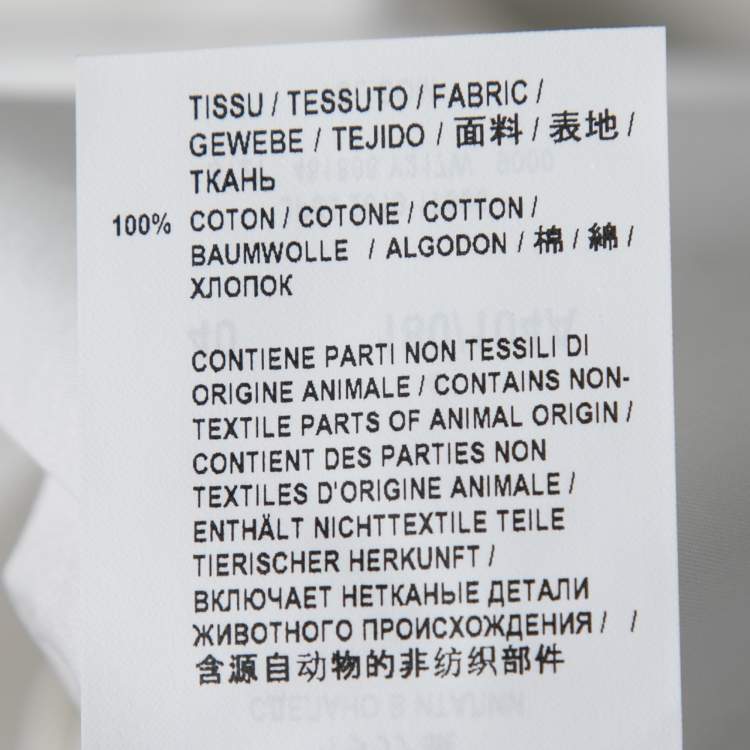 TISSU / TESSUTO / FABRIC /
GEWEBE / TEJIDO / 面料 / 表地 /
ТКАНЬ
100% COTON / COTONE / COTTON /
BAUMWOLLE / ALGODON / 棉 / 綿 /
ХЛОПОК
CONTIENE PARTI NON TESSILI DI
ORIGINE ANIMALE / CONTAINS NON-
TEXTILE PARTS OF ANIMAL ORIGIN /
CONTIENT DES PARTIES NON
TEXTILES D'ORIGINE ANIMALE /
ENTHÄLT NICHTTEXTILE TEILE
TIERISCHER HERKUNFT /
ВКЛЮЧАЕТ НЕТКАНЫЕ ДЕТАЛИ
ЖИВОТНОГО ПРОИСХОЖДЕНИЯ / /
含源自动物的非纺织部件